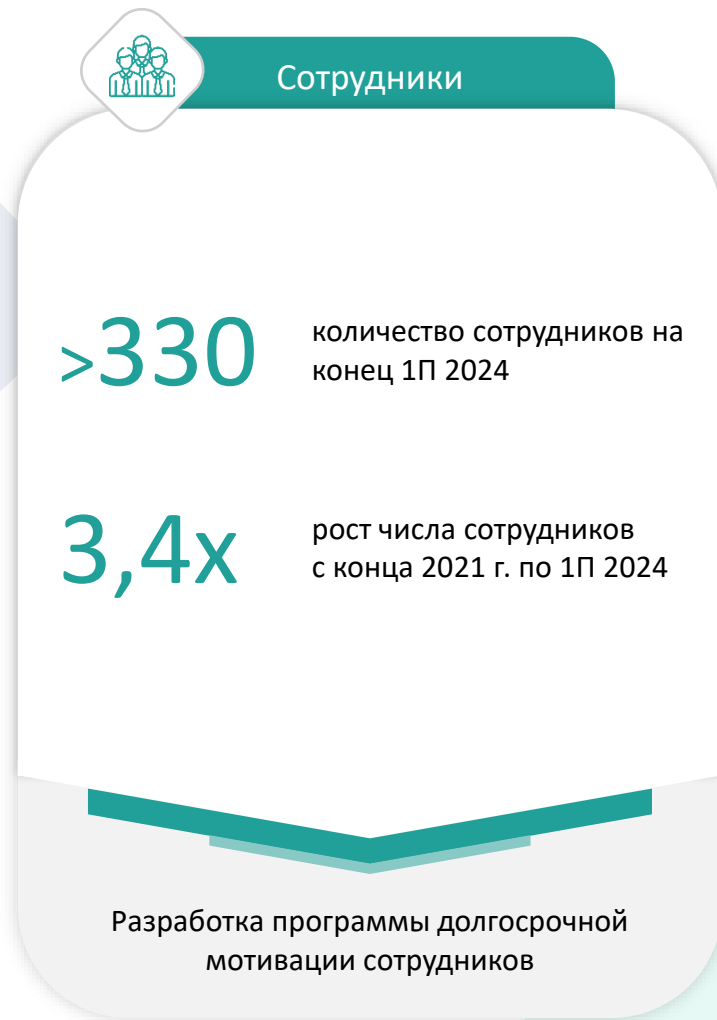 Сотрудники
>330
количество сотрудников на
конец 1П 2024
3,4x
рост числа сотрудников
с конца 2021 г. по 1П 2024
Разработка программы долгосрочной
мотивации сотрудников